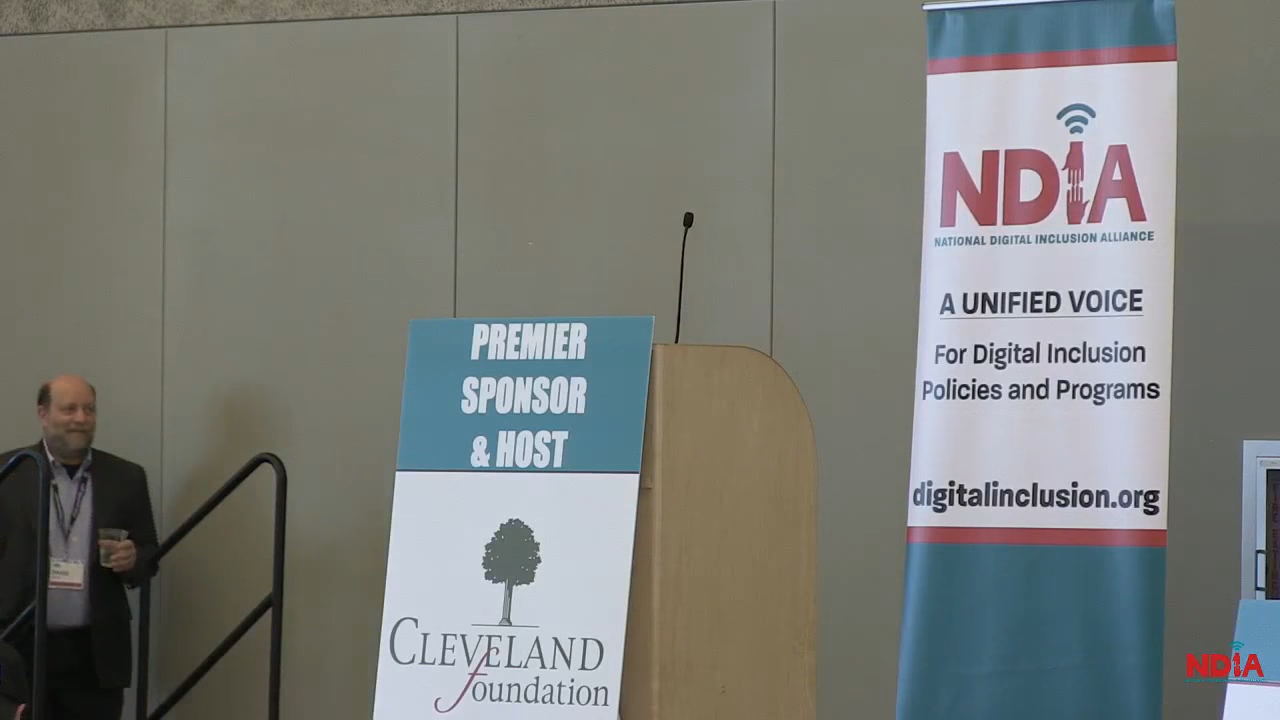 PREMIER
SPONSOR
& HOST
CLEVELAND
foundation
NDiA
NATIONAL DIGITAL INCLUSION ALLIANCE
A UNIFIED VOICE
For Digital Inclusion
Policies and Programs
digitalinclusion.org
NDiA